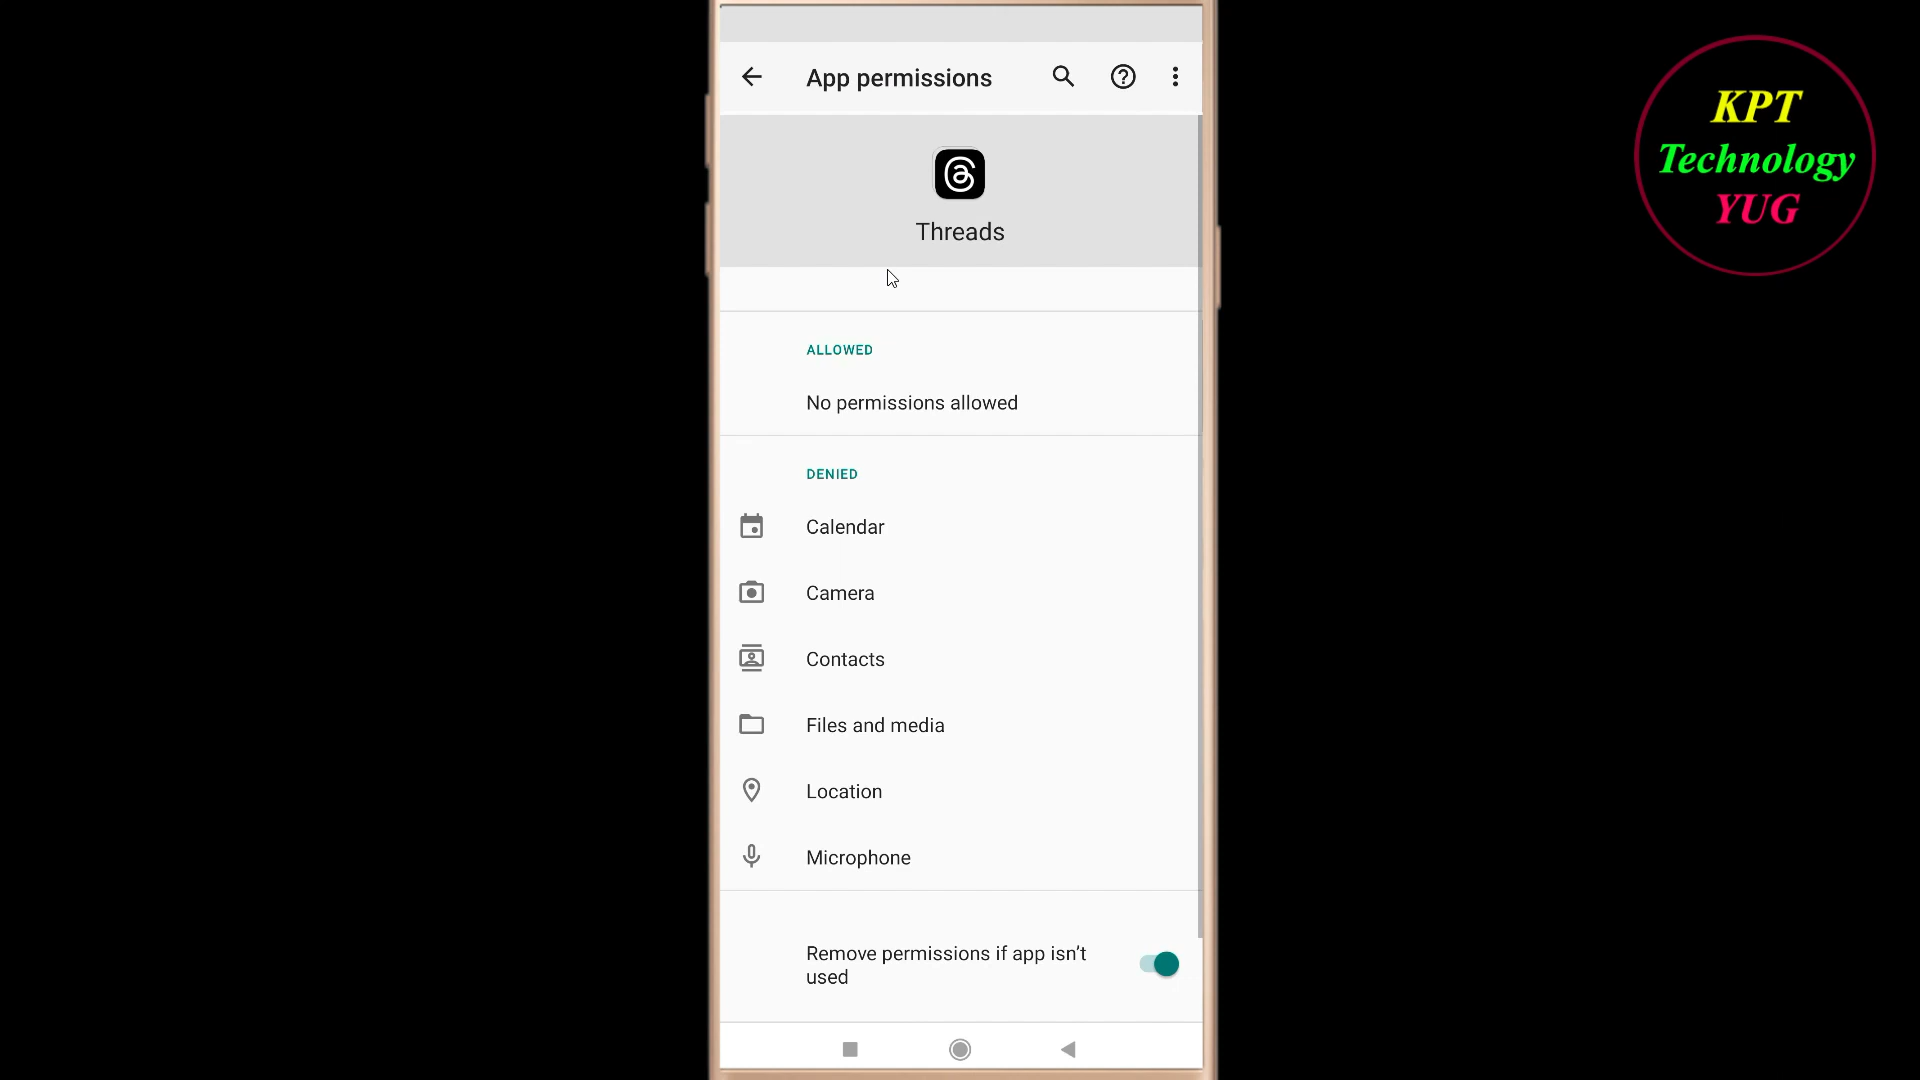 App permissions
KPT
Technology
YUG
Threads
ALLOWED
No permissions allowed
DENIED
Calendar
Camera
Contacts
Files and media
Location
Microphone
Remove permissions if app isn’t
used